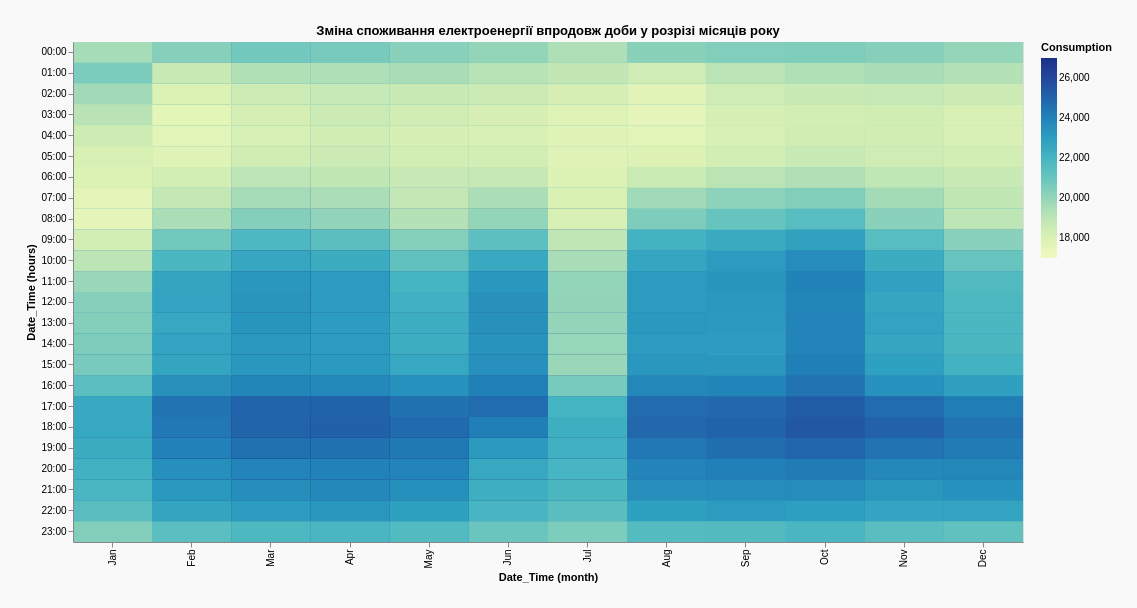 Зміна споживання електроенергії впродовж доби у розрізі місяців року
Consumption
26,000
24,000
22,000
20,000
18,000
Date_Time (hours)
00:00
01:00
02:00
03:00
04:00
05:00
06:00
07:00
08:00
09:00
10:00
11:00
12:00
13:00
14:00
15:00
16:00
17:00
18:00
19:00
20:00
21:00
22:00
23:00
Jan
Feb
Mar
Apr
May
Jun
Jul
Aug
Sep
Oct
Nov
Dec
Date_Time (month)